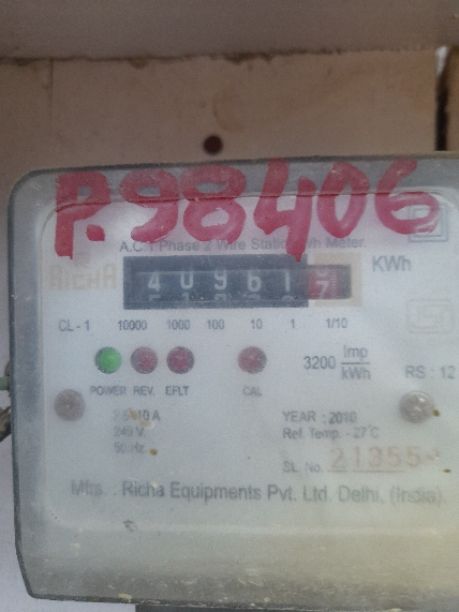 P.98406
A.C. 1 Phase 2 Wire Static Wh Meter.
RICHA
4 0 9 6 1 7
KWh
CL - 1 10000 1000 100 10 1 1/10
POWER REV. EFLT CAL
3200 Imp/kWh
RS : 12
240 V.
50 Hz
YEAR : 2010
Ref. Temp. - 27°C
SL. No.
Mfrs. : Richa Equipments Pvt. Ltd. Delhi, (India).